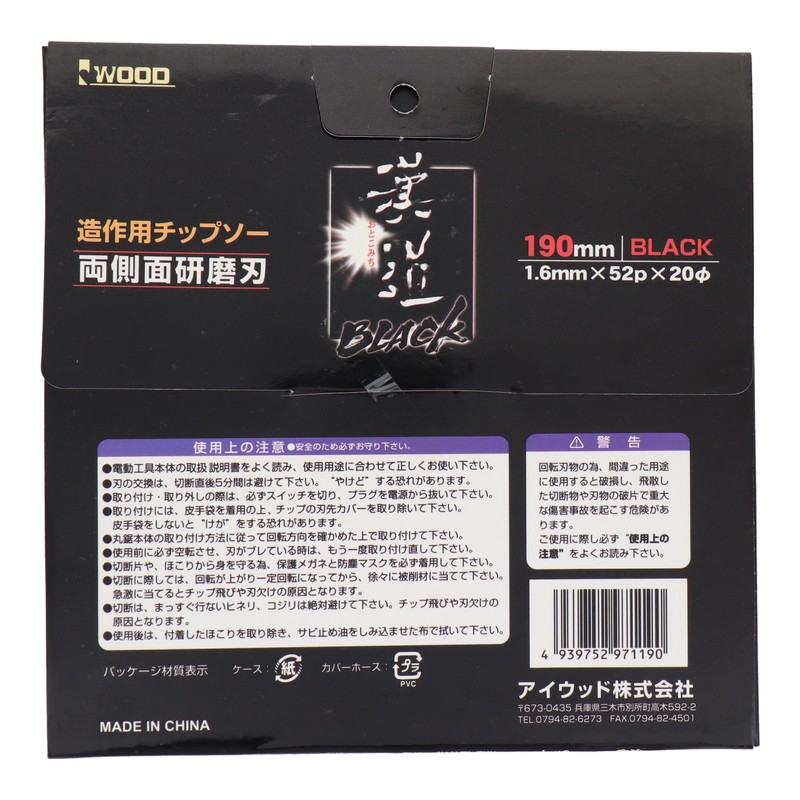 iWOOD
造作用チップソー
両側面研磨刃
漢道
おとこみち
BLACK
190mm | BLACK
1.6mm×52p×20φ
使用上の注意 ●安全のため必ずお守り下さい。
●電動工具本体の取扱説明書をよく読み、使用用途に合わせて正しくお使い下さい。
●刃の交換は、切断直後5分間は避けて下さい。“やけど”する恐れがあります。
●取り付け・取り外しの際は、必ずスイッチを切り、プラグを電源から抜いて下さい。
●取り付けには、皮手袋を着用の上、チップの刃先カバーを取り除いて下さい。
皮手袋をしないと“けが”をする恐れがあります。
●丸鋸本体の取り付け方法に従って回転方向を確かめた上で取り付けて下さい。
●使用前に必ず空転させ、刃がブレている時は、もう一度取り付け直して下さい。
●切断片や、ほこりから身を守る為、保護メガネと防塵マスクを必ず着用して下さい。
●切断に際しては、回転が上がり一定回転になってから、徐々に被削材に当てて下さい。
急激に当てるとチップ飛びや刃欠けの原因となります。
●切断は、まっすぐ行ないヒネリ、コジリは絶対避けて下さい。チップ飛びや刃欠けの
原因となります。
●使用後は、付着したほこりを取り除き、サビ止め油をしみ込ませた布で拭いて下さい。
⚠ 警告
回転刃物の為、間違った用途
に使用すると破損し、飛散し
た切断物や刃物の破片で重大
な傷害事故を起こす危険があ
ります。
ご使用に際し必ず“使用上の
注意”をよくお読み下さい。
4 939752 971190
パッケージ材質表示 ケース: 紙 カバーホース: プラ
PVC
アイウッド株式会社
〒673-0435 兵庫県三木市別所町高木592-2
TEL.0794-82-6273 FAX.0794-82-4501
MADE IN CHINA